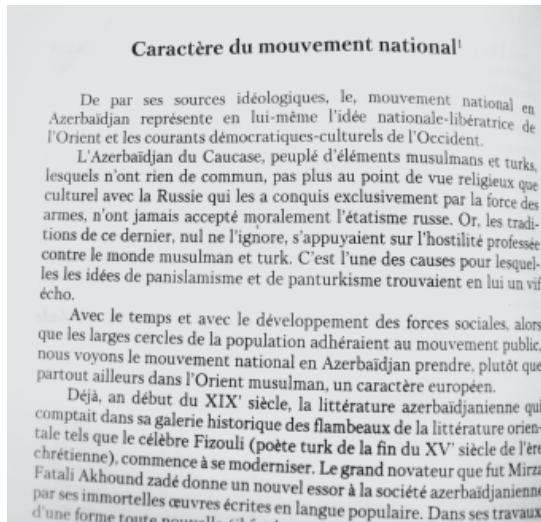 Caractère du mouvement national¹
De par ses sources idéologiques, le, mouvement national en
Azerbaïdjan représente en lui-même l'idée nationale-libératrice de
l'Orient et les courants démocratiques-culturels de l'Occident.
L'Azerbaïdjan du Caucase, peuplé d'éléments musulmans et turks,
lesquels n'ont rien de commun, pas plus au point de vue religieux que
culturel avec la Russie qui les a conquis exclusivement par la force des
armes, n'ont jamais accepté moralement l'étatisme russe. Or, les tradi-
tions de ce dernier, nul ne l'ignore, s'appuyaient sur l'hostilité professée
contre le monde musulman et turk. C'est l'une des causes pour lesquel-
les les idées de panislamisme et de panturkisme trouvaient en lui un vif
écho.
Avec le temps et avec le développement des forces sociales, alors
que les larges cercles de la population adhéraient au mouvement public,
nous voyons le mouvement national en Azerbaïdjan prendre, plutôt que
partout ailleurs dans l'Orient musulman, un caractère européen.
Déjà, an début du XIXᵉ siècle, la littérature azerbaïdjanienne qui
comptait dans sa galerie historique des flambeaux de la littérature orien-
tale tels que le célèbre Fizouli (poète turk de la fin du XVᵉ siècle de l'ère
chrétienne), commence à se moderniser. Le grand novateur que fut Mirza
Fatali Akhound zadé donne un nouvel essor à la société azerbaïdjanienne
par ses immortelles œuvres écrites en langue populaire. Dans ses travaux
d'une forme toute